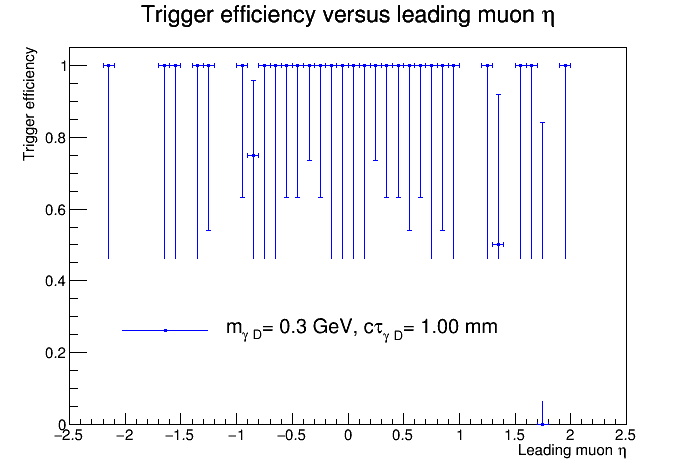 Trigger efficiency versus leading muon η
Trigger efficiency
1
0.8
0.6
0.4
0.2
0
m_γ D= 0.3 GeV, cτ_γ D= 1.00 mm
−2.5 −2 −1.5 −1 −0.5 0 0.5 1 1.5 2 2.5
Leading muon η